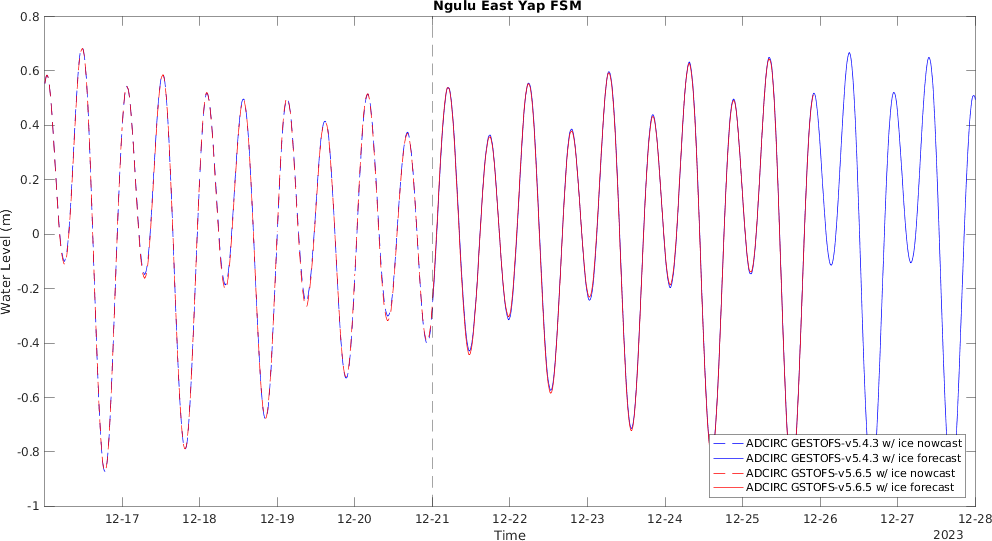 Ngulu East Yap FSM
0.8
0.6
0.4
0.2
0
-0.2
-0.4
-0.6
-0.8
-1
Water Level (m)
ADCIRC GESTOFS-v5.4.3 w/ ice nowcast
ADCIRC GESTOFS-v5.4.3 w/ ice forecast
ADCIRC GSTOFS-v5.6.5 w/ ice nowcast
ADCIRC GSTOFS-v5.6.5 w/ ice forecast
12-17 12-18 12-19 12-20 12-21 12-22 12-23 12-24 12-25 12-26 12-27 12-28
Time
2023